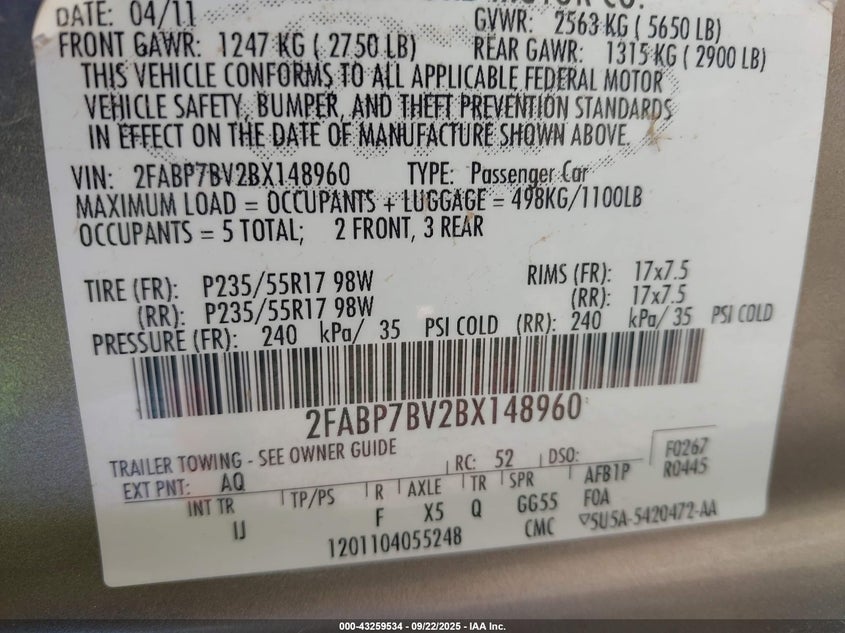 DATE: 04/11
MOTOR CO.
GVWR: 2563 KG ( 5650 LB)
FRONT GAWR: 1247 KG ( 2750 LB)
REAR GAWR: 1315 KG ( 2900 LB)
THIS VEHICLE CONFORMS TO ALL APPLICABLE FEDERAL MOTOR
VEHICLE SAFETY, BUMPER, AND THEFT PREVENTION STANDARDS
IN EFFECT ON THE DATE OF MANUFACTURE SHOWN ABOVE.
VIN: 2FABP7BV2BX148960 TYPE: Passenger Car
MAXIMUM LOAD = OCCUPANTS + LUGGAGE = 498KG/1100LB
OCCUPANTS = 5 TOTAL; 2 FRONT, 3 REAR
TIRE (FR): P235/55R17 98W RIMS (FR): 17x7.5
(RR): P235/55R17 98W (RR): 17x7.5
PRESSURE (FR): 240 kPa/ 35 PSI COLD (RR): 240 kPa/ 35 PSI COLD
2FABP7BV2BX148960
TRAILER TOWING - SEE OWNER GUIDE
EXT PNT: AQ RC: 52 DSO: F0267
R0445
INT TR TP/PS R AXLE TR SPR AFB1P
IJ F X5 Q GG55 F0A
1201104055248 CMC ▽5U5A-5420472-AA
000-43259534 - 09/22/2025 - IAA Inc.